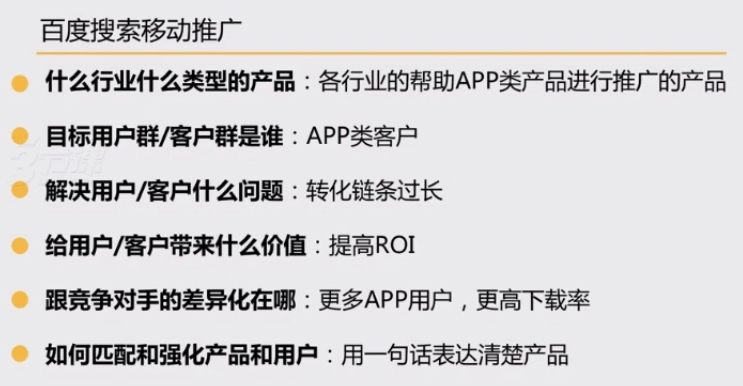 百度搜索移动推广
什么行业什么类型的产品：各行业的帮助APP类产品进行推广的产品
目标用户群/客户群是谁：APP类客户
解决用户/客户什么问题：转化链条过长
给用户/客户带来什么价值：提高ROI
跟竞争对手的差异化在哪：更多APP用户，更高下载率
如何匹配和强化产品和用户：用一句话表达清楚产品